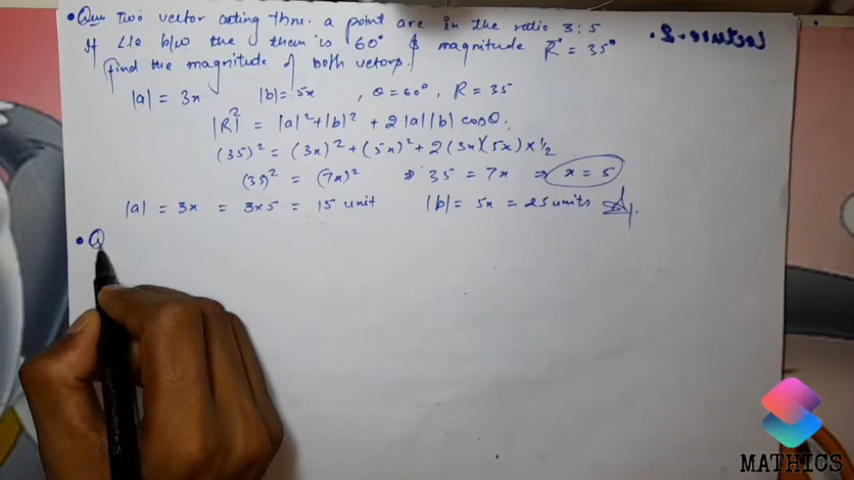 • Que Two vector acting thro. a point are in the ratio 3:5
Lecture-2.
If ∠le b/w the them is 60° & magnitude R⃗ = 35°
find the magnitude of both vetors.
|a| = 3x |b| = 5x , θ = 60°, R = 35
|R|² = |a|² + |b|² + 2|a||b| cosθ.
(35)² = (3x)² + (5x)² + 2(3x)(5x) × 1/2
(35)² = (7x)² ⇒ 35 = 7x ⇒ x = 5
|a| = 3x = 3×5 = 15 unit |b| = 5x = 25 units
• Q
MATHICS